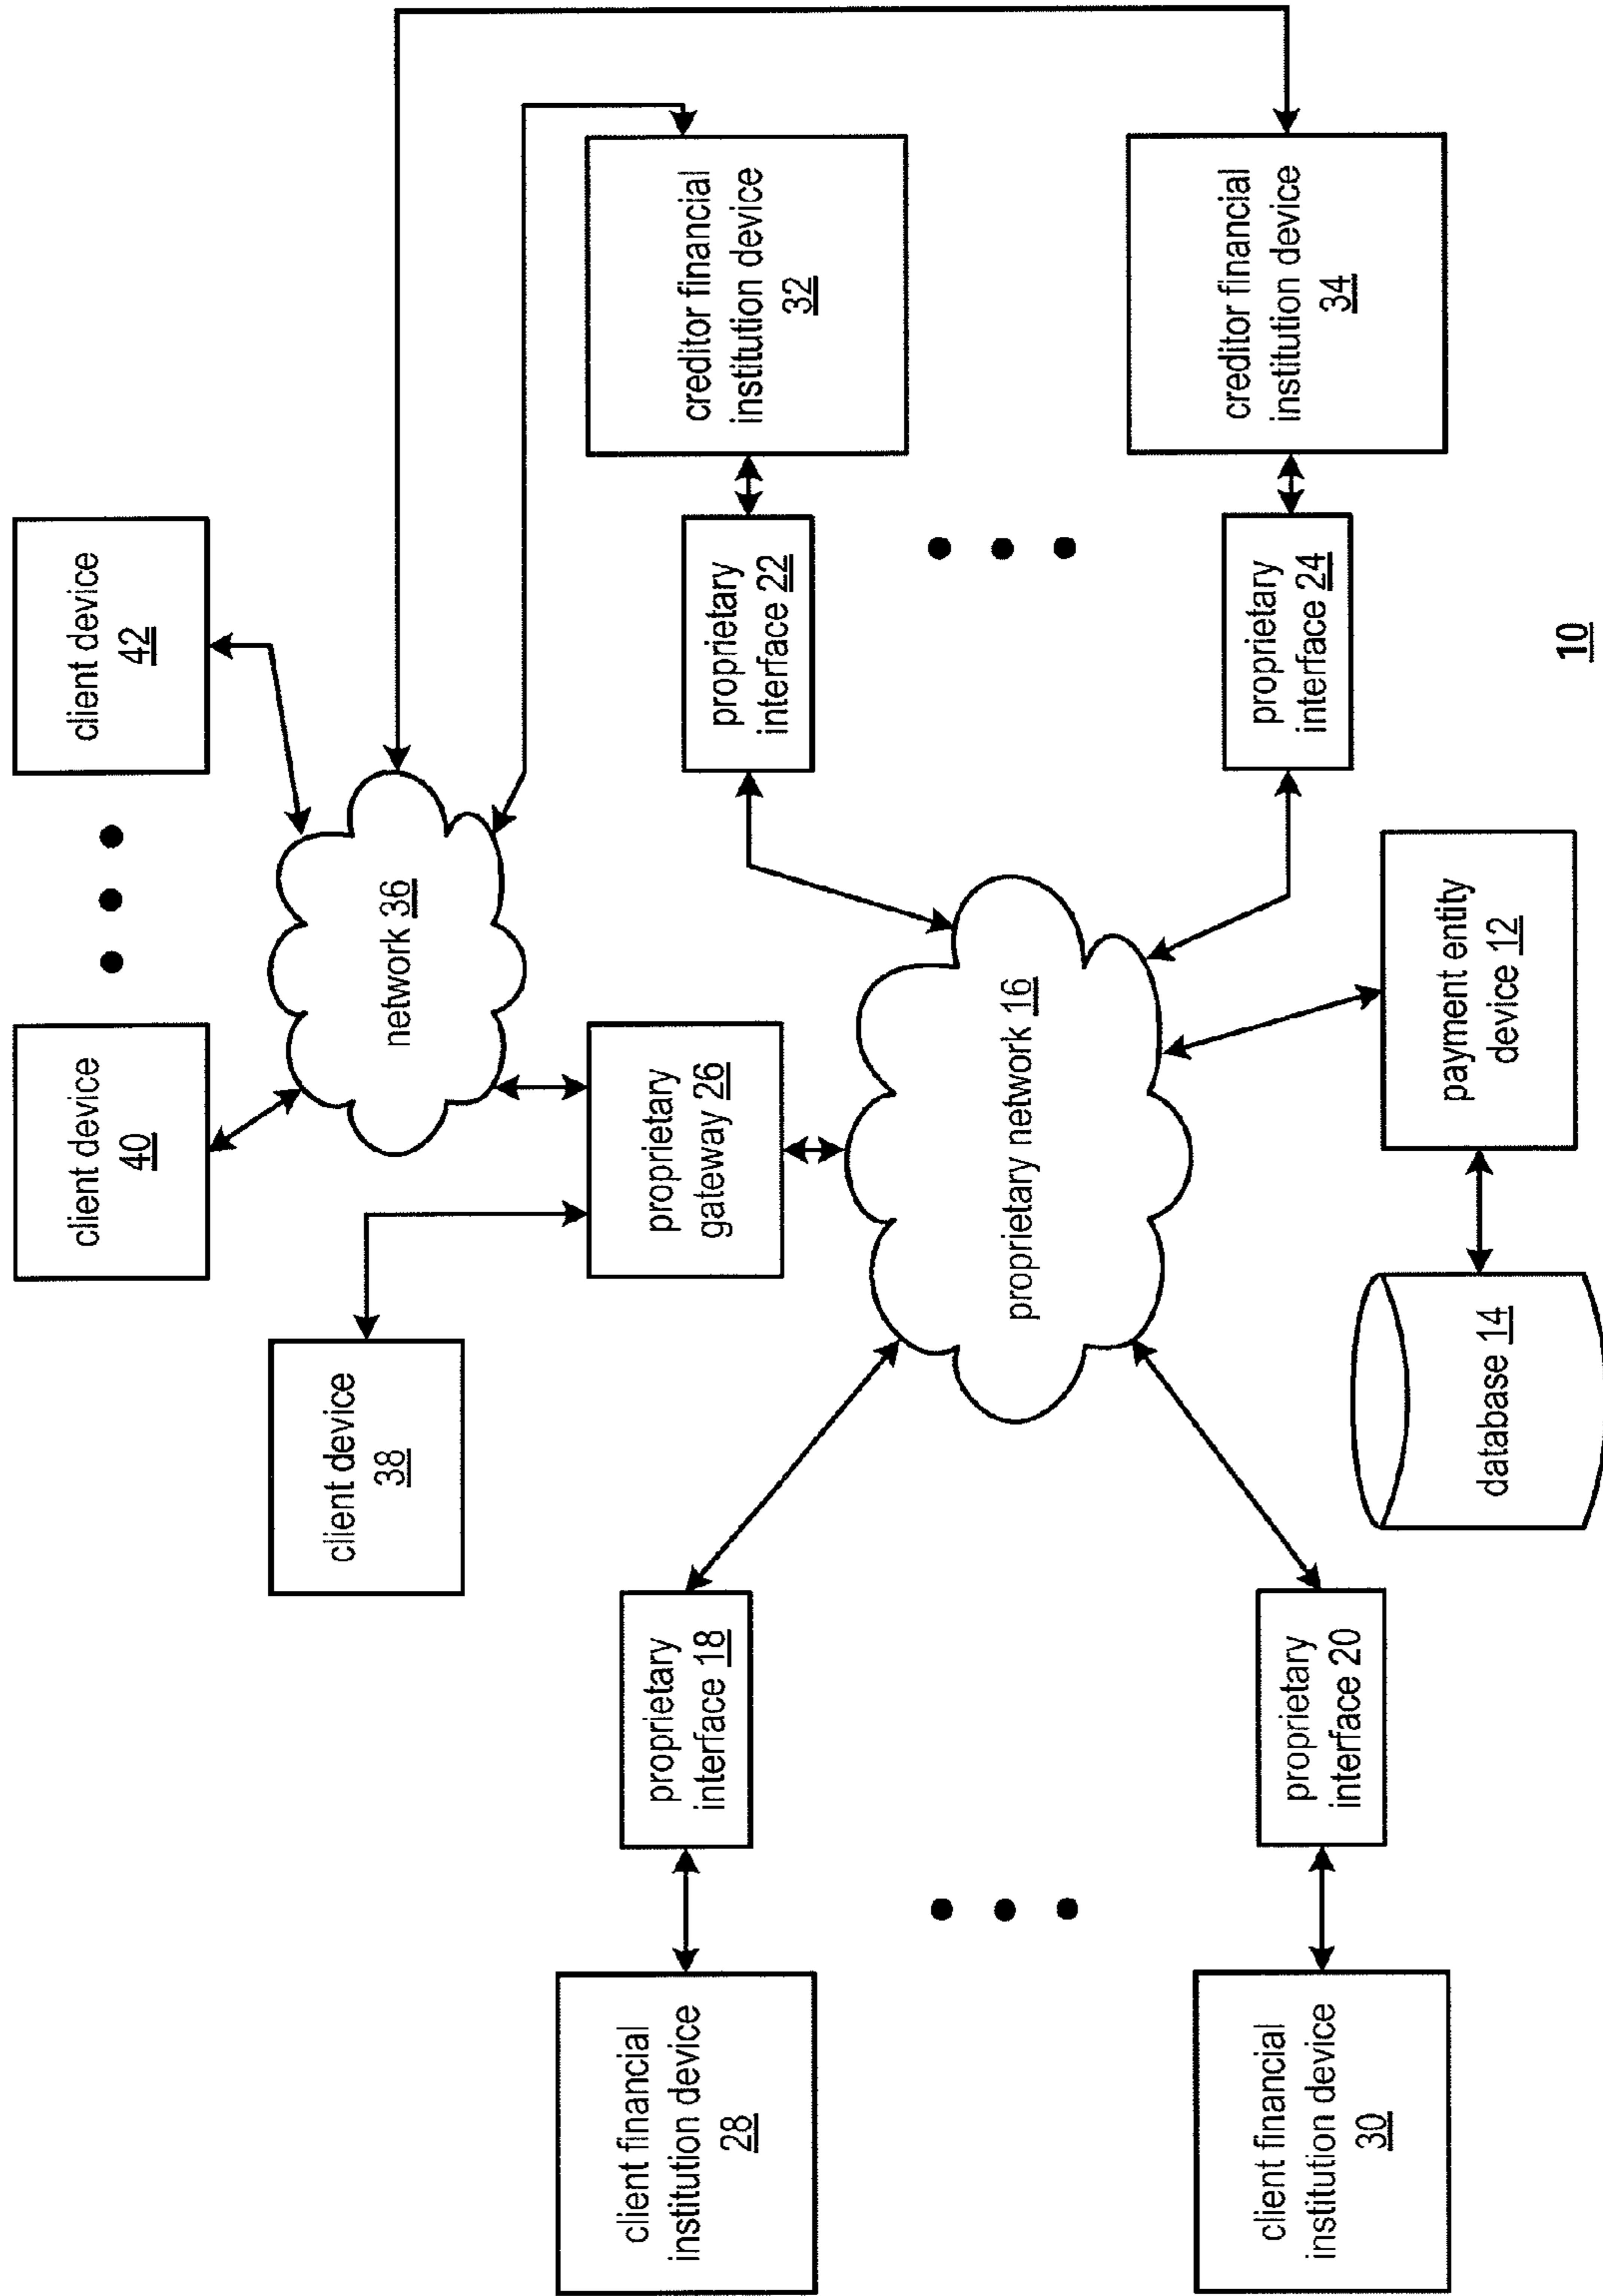 client device
40
client device
42
client device
38
network 36
proprietary
gateway 26
creditor financial
institution device
32
proprietary
interface 22
client financial
institution device
28
proprietary
interface 18
proprietary network 16
creditor financial
institution device
34
proprietary
interface 24
client financial
institution device
30
proprietary
interface 20
database 14
payment entity
device 12
10